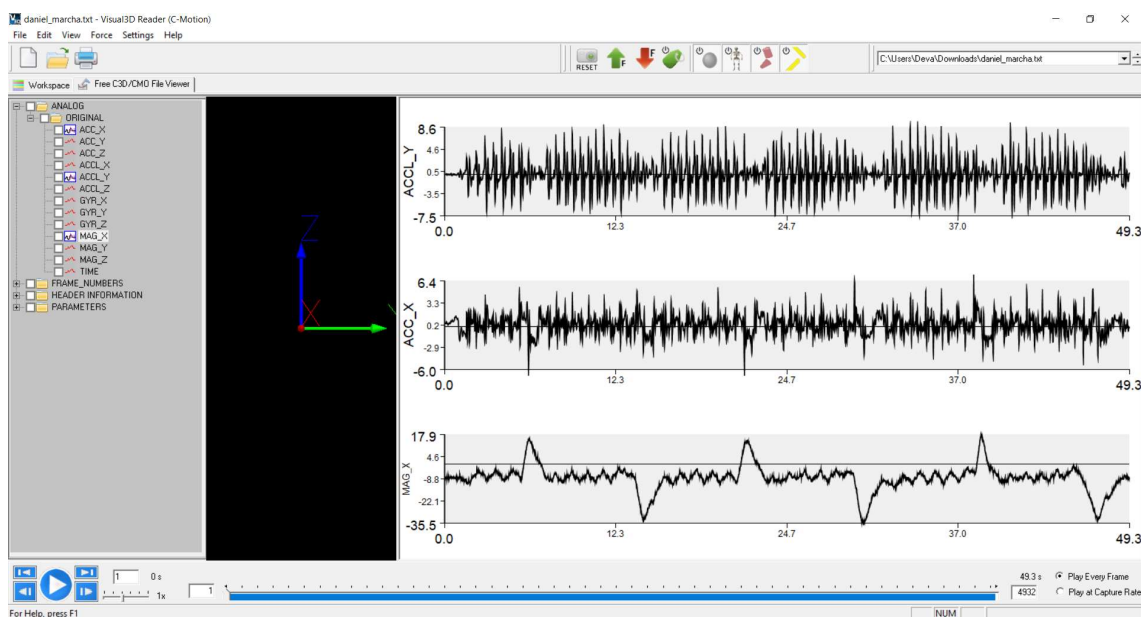 daniel_marcha.txt - Visual3D Reader (C-Motion)
File Edit View Force Settings Help
RESET F F C:\Users\Deva\Downloads\daniel_marcha.txt
Workspace Free C3D/CMO File Viewer
ANALOG
ORIGINAL
ACC_X
ACC_Y
ACC_Z
ACCL_X
ACCL_Y
ACCL_Z
GYR_X
GYR_Y
GYR_Z
MAG_X
MAG_Y
MAG_Z
TIME
FRAME_NUMBERS
HEADER INFORMATION
PARAMETERS
Z
X
ACCL_Y
8.6
4.6
0.5
-3.5
-7.5
0.0 12.3 24.7 37.0 49.3
ACC_X
6.4
3.3
0.2
-2.9
-6.0
0.0 12.3 24.7 37.0 49.3
MAG_X
17.9
4.6
-8.8
-22.1
-35.5
0.0 12.3 24.7 37.0 49.3
1 0 s
1x
1
49.3 s Play Every Frame
4932 Play at Capture Rate
For Help, press F1 NUM